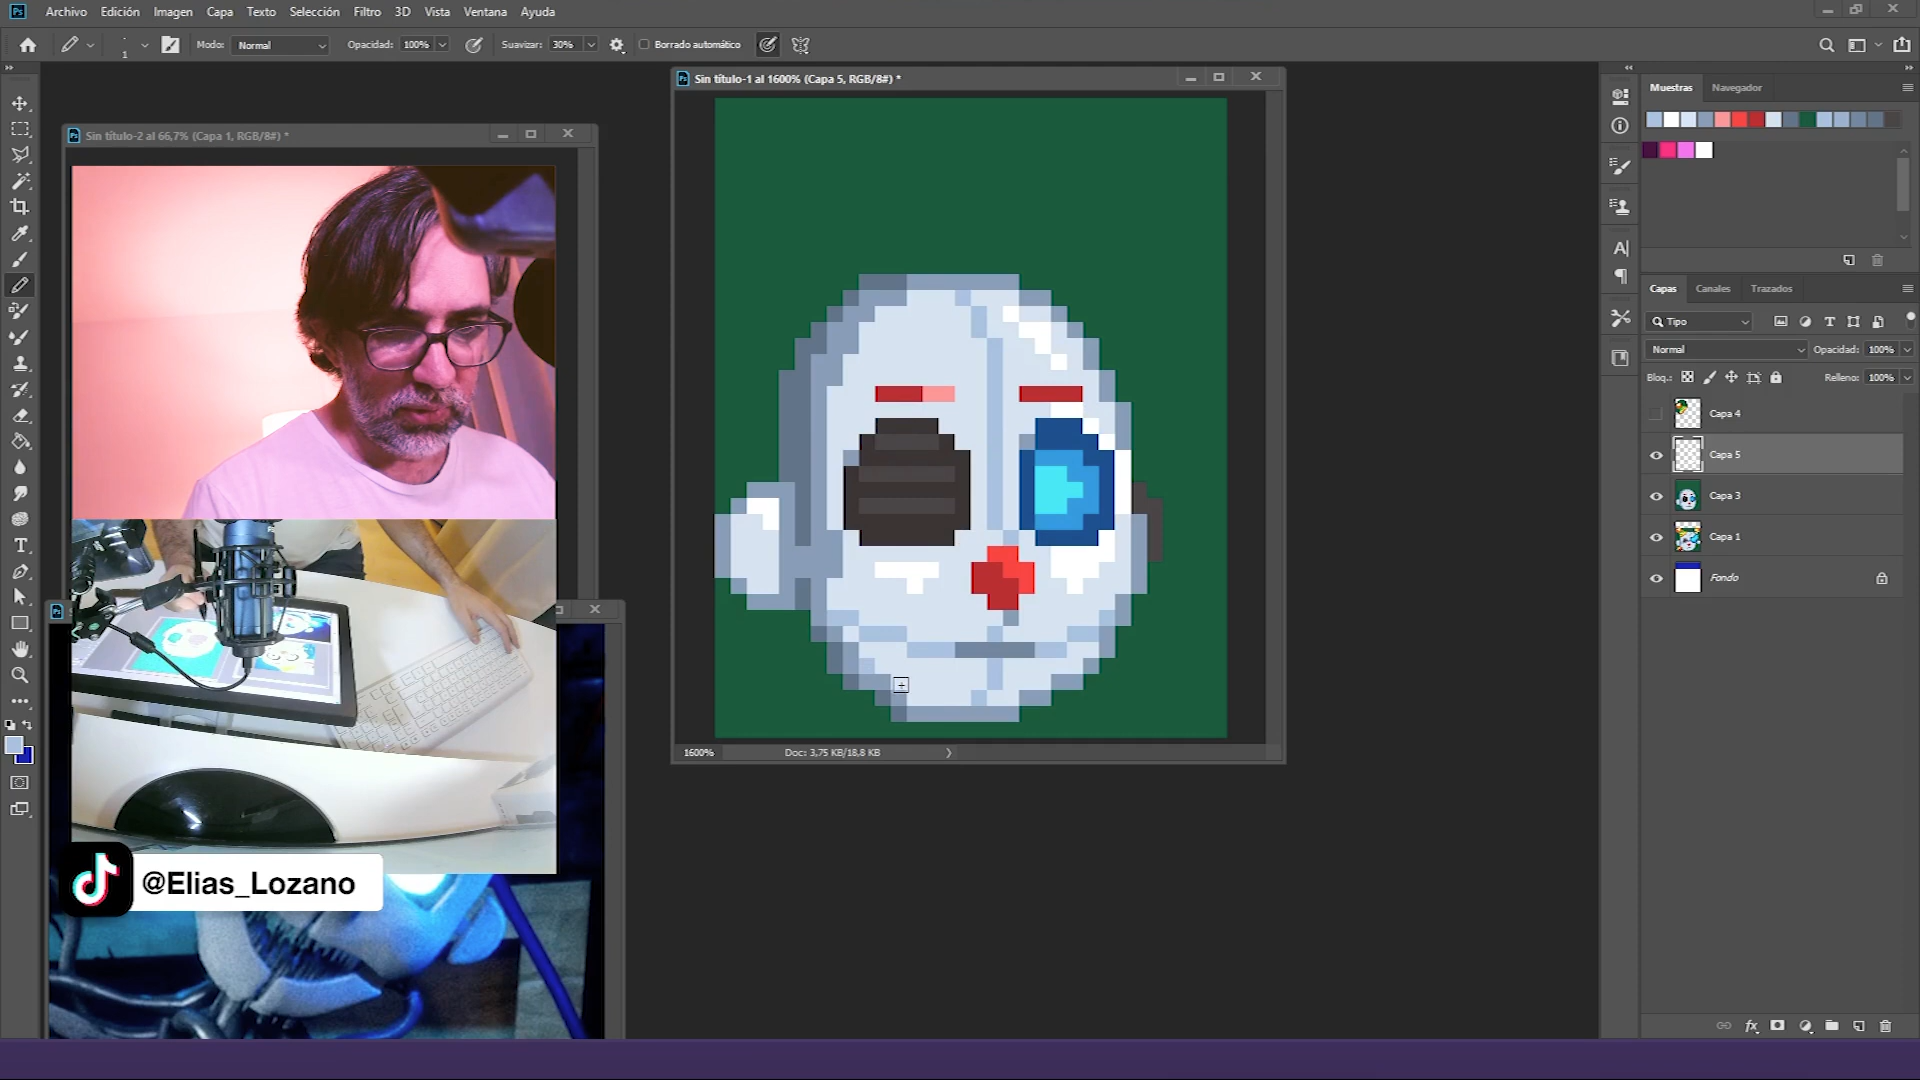 Ps Archivo Edición Imagen Capa Texto Selección Filtro 3D Vista Ventana Ayuda
1 Modo: Normal Opacidad: 100% Suavizar: 30% Borrado automático
Sin título-1 al 1600% (Capa 5, RGB/8#) *
Sin título-2 al 66,7% (Capa 1, RGB/8#) *
Muestras Navegador
Capas Canales Trazados
Tipo
Normal Opacidad: 100%
Bloq.: Relleno: 100%
Capa 4
Capa 5
Capa 3
Capa 1
Fondo
1600% Doc: 3,75 KB/18,8 KB
@Elias_Lozano